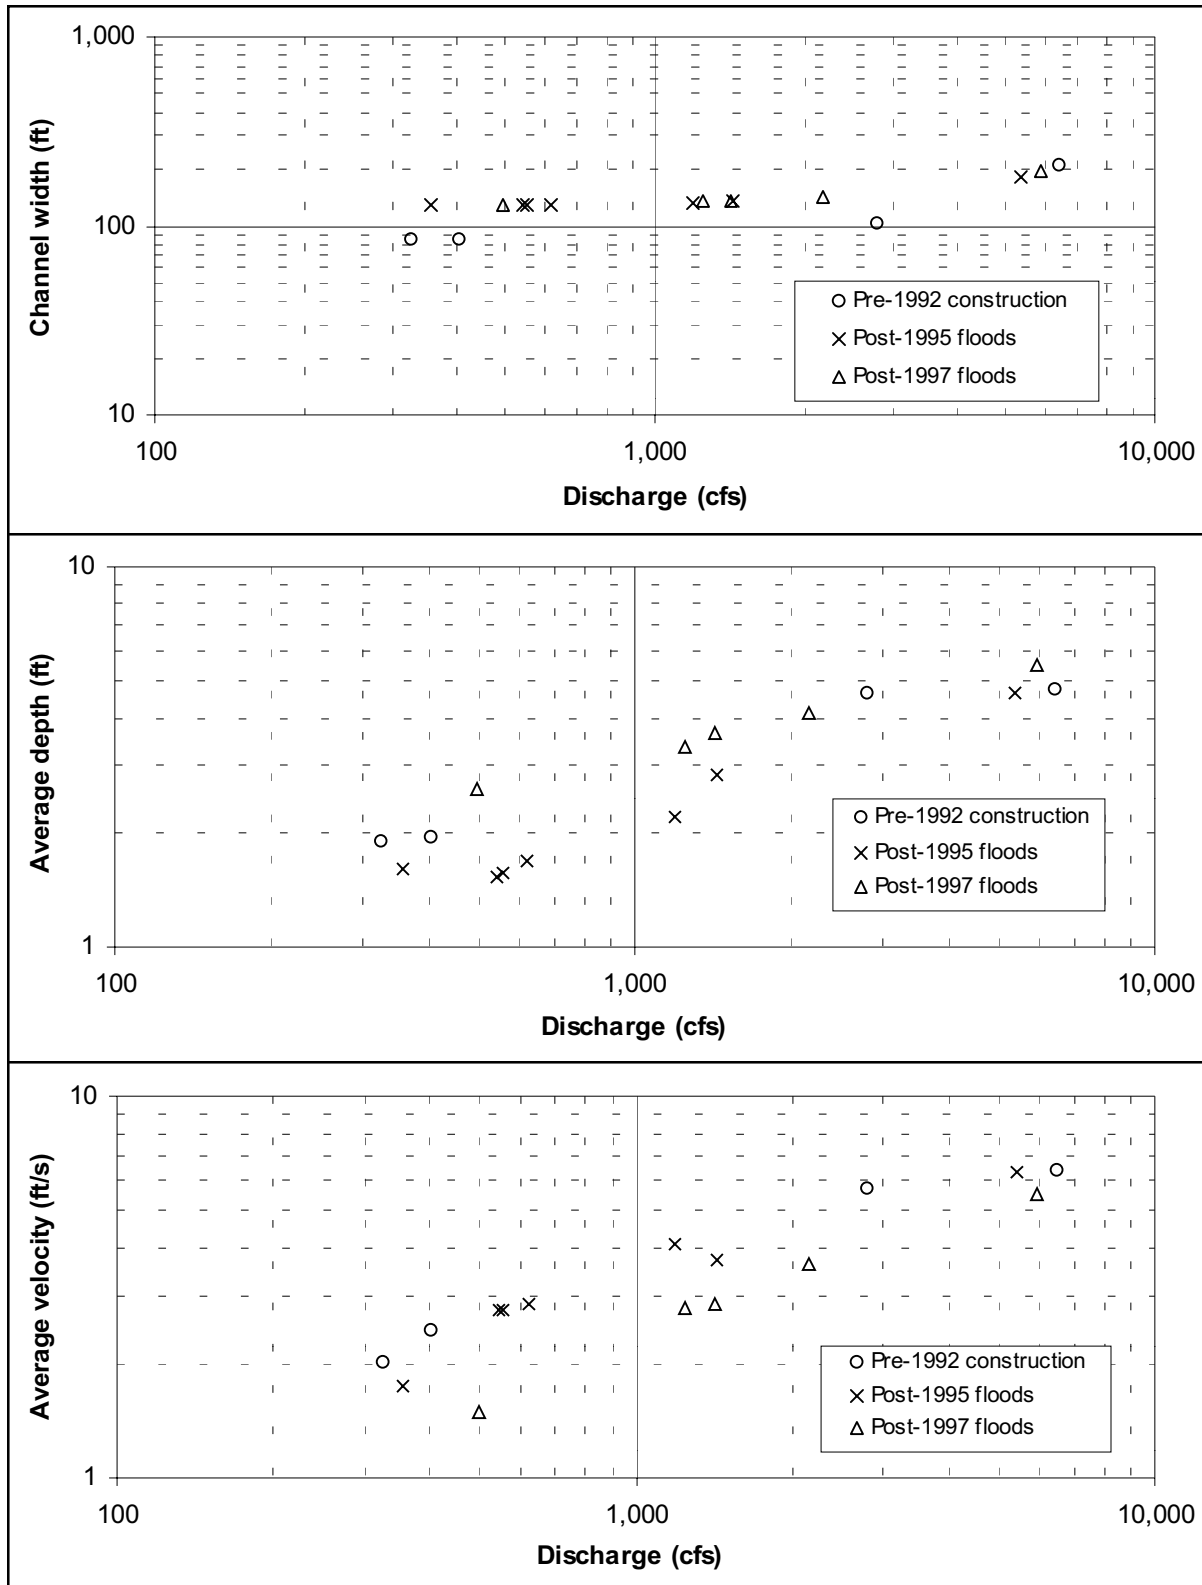 1,000
100
10
Channel width (ft)
100
1,000
10,000
Discharge (cfs)
Pre-1992 construction
Post-1995 floods
Post-1997 floods
10
1
Average depth (ft)
100
1,000
10,000
Discharge (cfs)
Pre-1992 construction
Post-1995 floods
Post-1997 floods
10
1
Average velocity (ft/s)
100
1,000
10,000
Discharge (cfs)
Pre-1992 construction
Post-1995 floods
Post-1997 floods